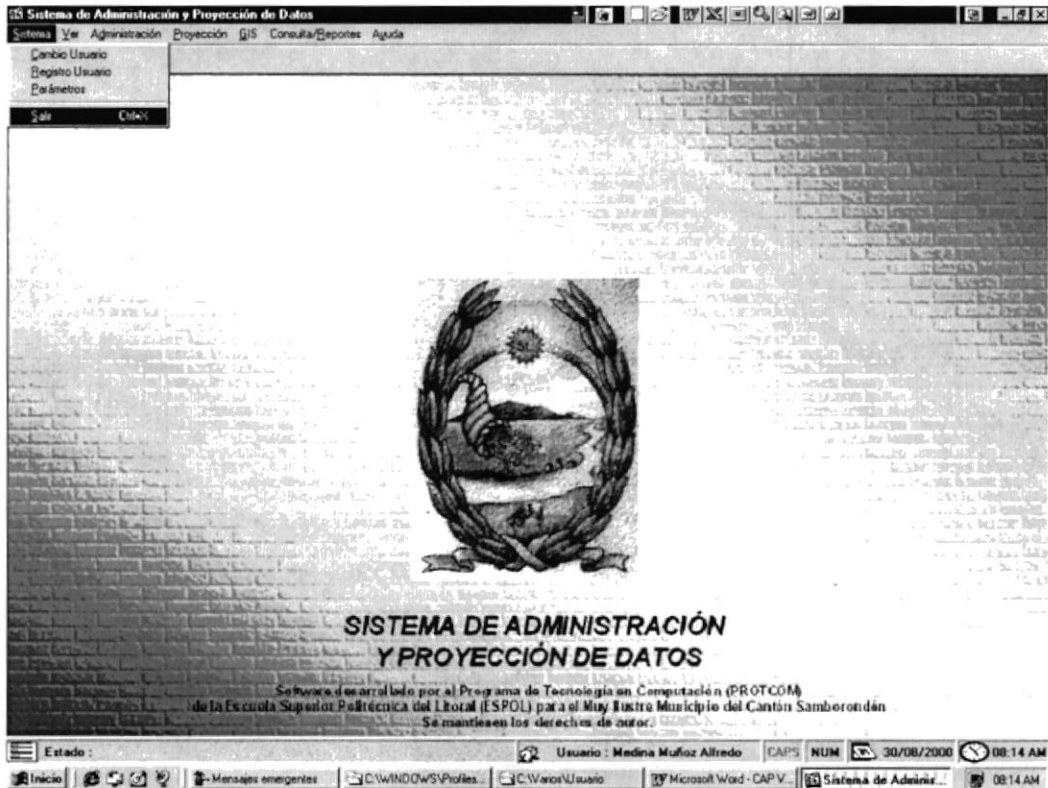 Sistema de Administración y Proyección de Datos
Sistema Ver Administración Proyección GIS Consulta/Reportes Ayuda
Cambio Usuario
Registro Usuario
Parámetros
Salir Ctrl+X
SISTEMA DE ADMINISTRACIÓN
Y PROYECCIÓN DE DATOS
Software desarrollado por el Programa de Tecnología en Computación (PROTCOM)
de la Escuela Superior Politécnica del Litoral (ESPOL) para el Muy Ilustre Municipio del Cantón Samborondón
Se mantienen los derechos de autor.
Estado : Usuario : Medina Muñoz Alfredo CAPS NUM 30/08/2000 08:14 AM
Inicio Mensajes emergentes C:\WINDOWS\Profiles... C:\Varios\Usuario Microsoft Word - CAP V... Sistema de Adminis... 08:14 AM